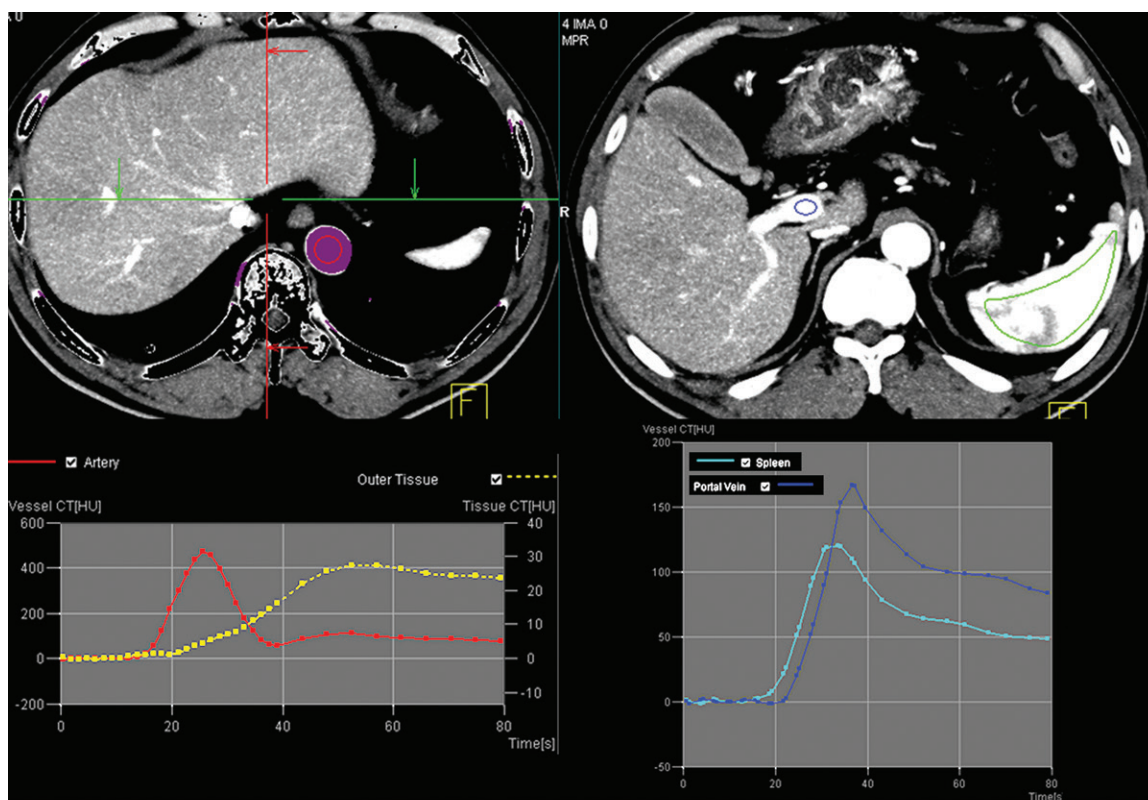 4 IMA 0
MPR
R
F
Artery
Outer Tissue
Vessel CT[HU]
Tissue CT[HU]
600
400
200
0
-200
40
30
20
10
0
-10
0
20
40
60
80
Time[s]
Vessel CT[HU]
Spleen
Portal Vein
200
150
100
50
0
-50
0
20
40
60
80
Time[s